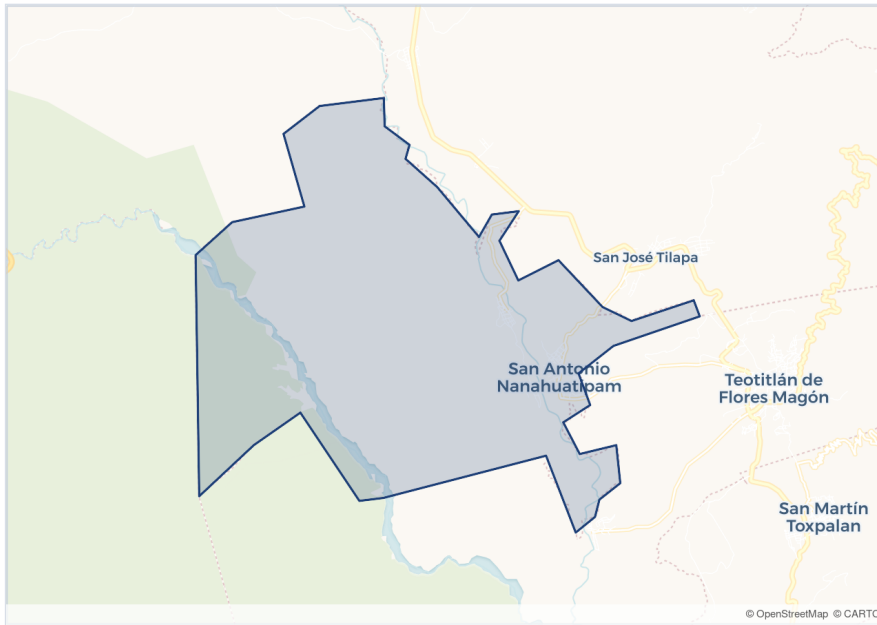 San José Tilapa
San Antonio
Nanahuatipam
Teotitlán de
Flores Magón
San Martín
Toxpalan
© OpenStreetMap © CARTO